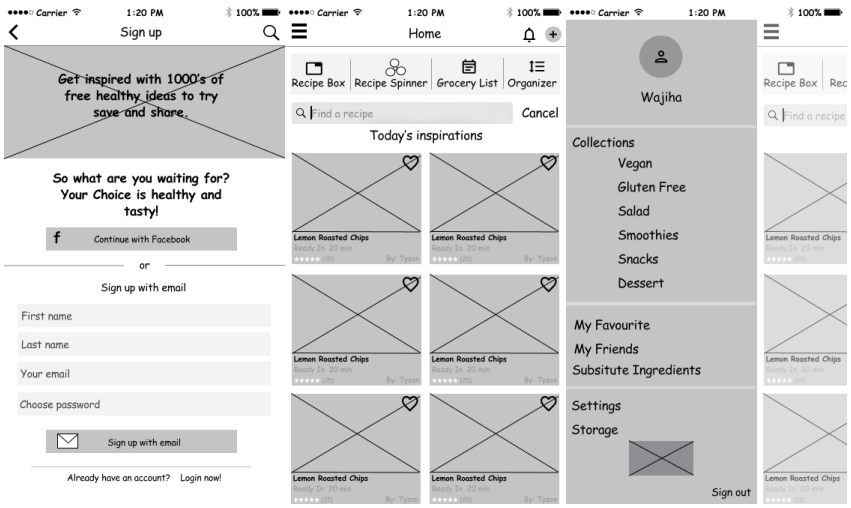 Carrier 1:20 PM 100%
Sign up
Get inspired with 1000's of
free healthy ideas to try
save and share.
So what are you waiting for?
Your Choice is healthy and
tasty!
f Continue with Facebook
or
Sign up with email
First name
Last name
Your email
Choose password
Sign up with email
Already have an account? Login now!
Carrier 1:20 PM 100%
Home
Recipe Box Recipe Spinner Grocery List Organizer
Find a recipe Cancel
Today's inspirations
Lemon Roasted Chips
Ready In 20 min
(25) By: Tyson
Lemon Roasted Chips
Ready In 20 min
(25) By: Tyson
Lemon Roasted Chips
Ready In 20 min
(25) By: Tyson
Lemon Roasted Chips
Ready In 20 min
(25) By: Tyson
Lemon Roasted Chips
Ready In 20 min
(25) By: Tyson
Lemon Roasted Chips
Ready In 20 min
(25) By: Tyson
Carrier 1:20 PM 100%
Wajiha
Collections
Vegan
Gluten Free
Salad
Smoothies
Snacks
Dessert
My Favourite
My Friends
Subsitute Ingredients
Settings
Storage
Sign out
Recipe Box Rec
Find a recipe
Lemon Roasted Chips
Ready In 20 min
(25)
Lemon Roasted Chips
Ready In 20 min
(25)
Lemon Roasted Chips
Ready In 20 min
(25)